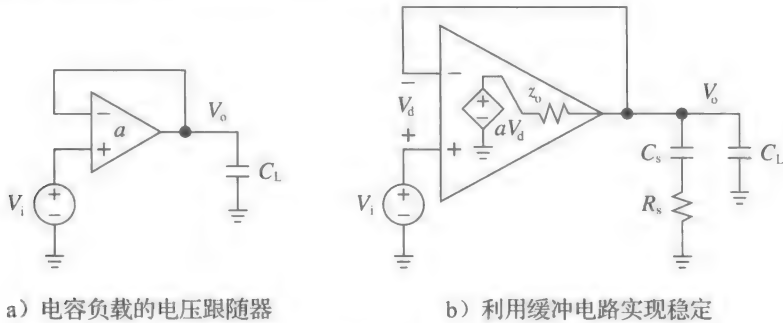 a
V_o
C_L
V_i
V_d
z_o
aV_d
V_o
C_s
C_L
R_s
V_i
a）电容负载的电压跟随器
b）利用缓冲电路实现稳定